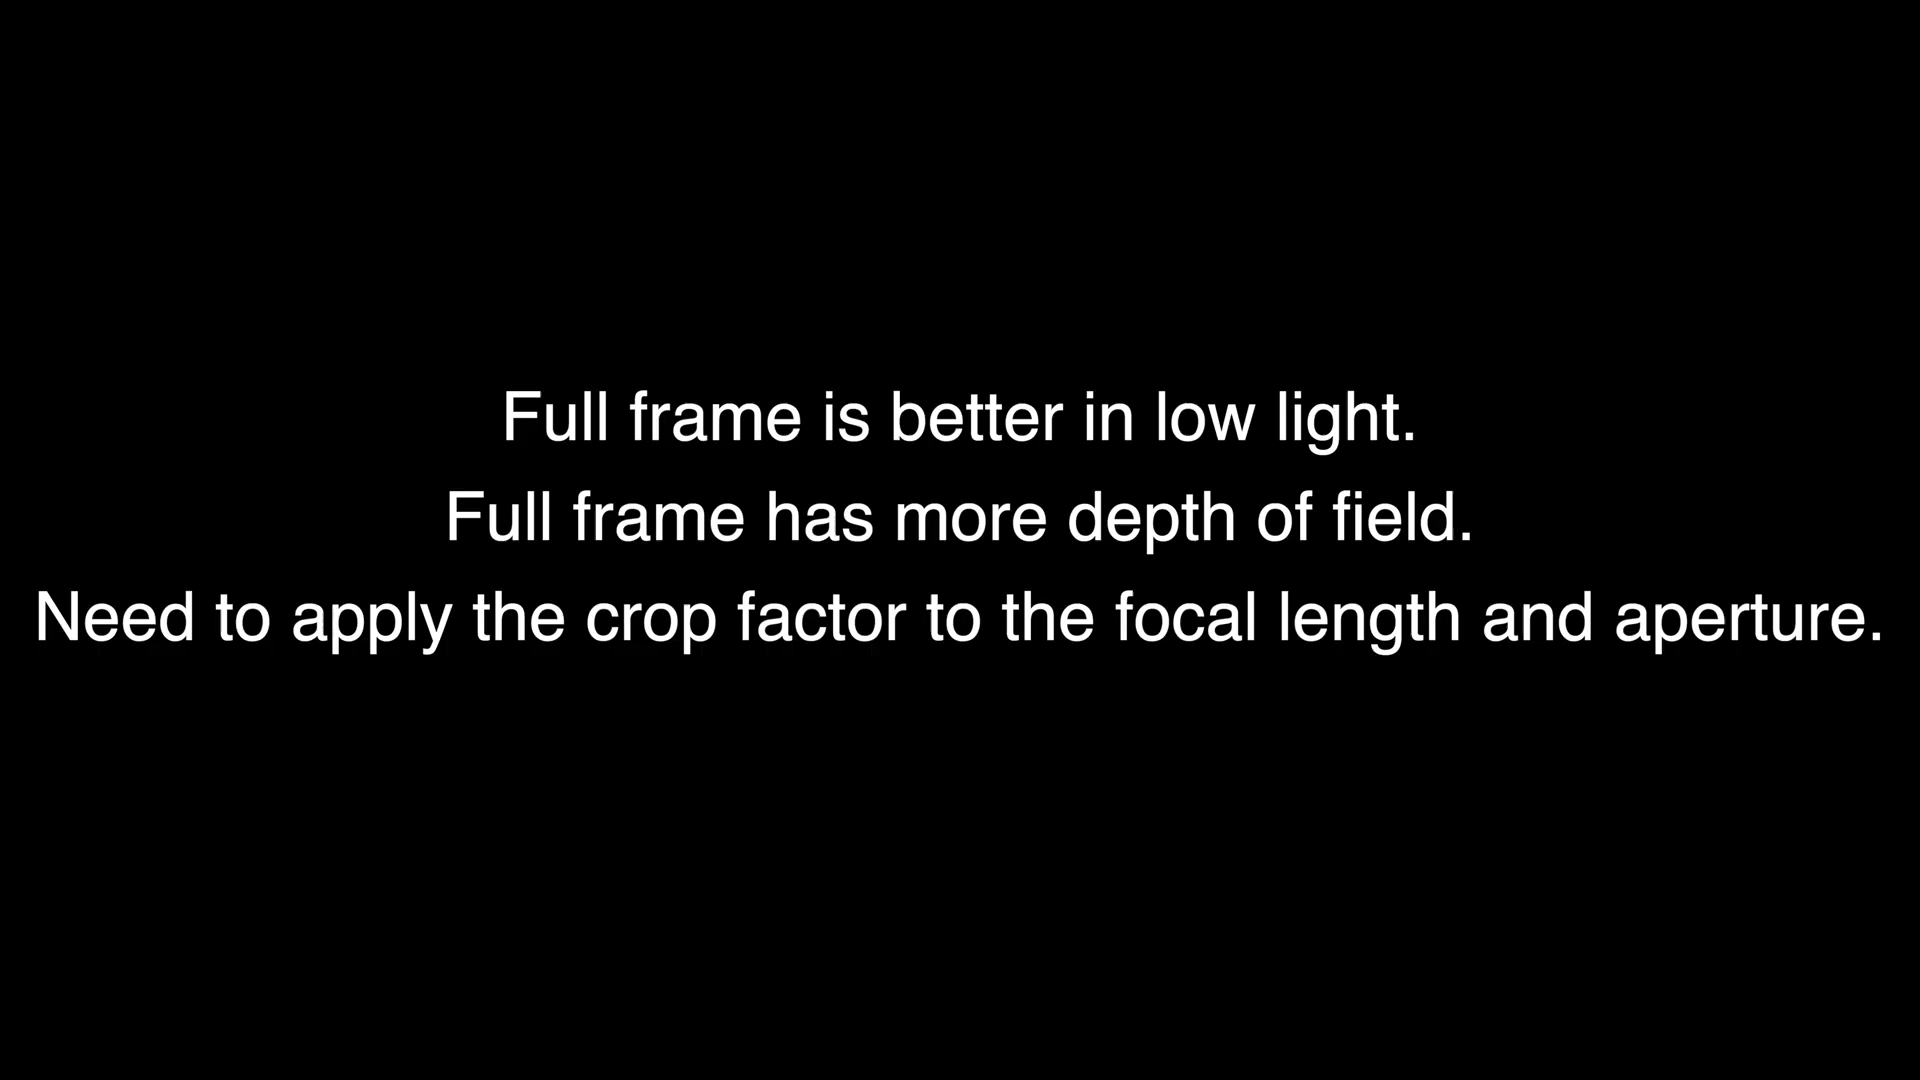 Full frame is better in low light.
Full frame has more depth of field.
Need to apply the crop factor to the focal length and aperture.